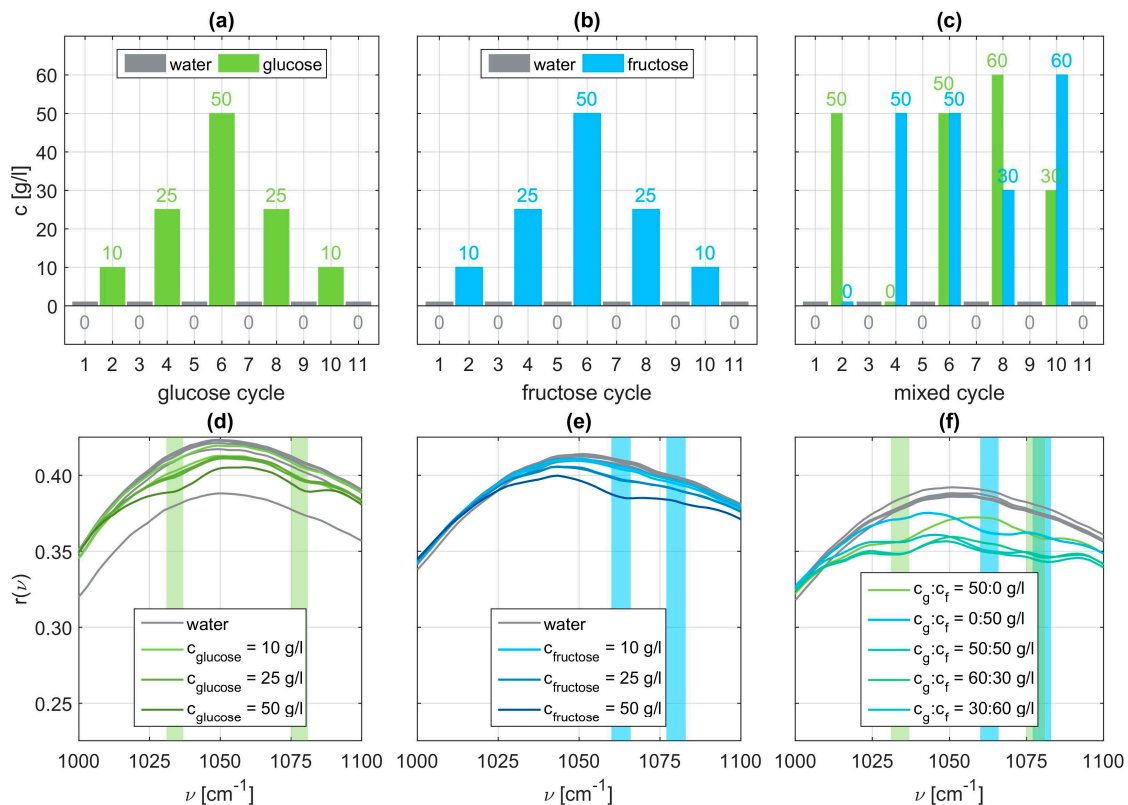 (a)
water glucose
c [g/l]
60
50
40
30
20
10
0
10
25
50
25
10
0 0 0 0 0 0
1 2 3 4 5 6 7 8 9 10 11
glucose cycle
(b)
water fructose
10
25
50
25
10
0 0 0 0 0 0
1 2 3 4 5 6 7 8 9 10 11
fructose cycle
(c)
50
0
0
50
50
50
60
30
30
60
0 0 0 0 0 0
1 2 3 4 5 6 7 8 9 10 11
mixed cycle
(d)
r(ν)
0.40
0.35
0.30
0.25
water
c_glucose = 10 g/l
c_glucose = 25 g/l
c_glucose = 50 g/l
1000 1025 1050 1075 1100
ν [cm⁻¹]
(e)
water
c_fructose = 10 g/l
c_fructose = 25 g/l
c_fructose = 50 g/l
1000 1025 1050 1075 1100
ν [cm⁻¹]
(f)
c_g:c_f = 50:0 g/l
c_g:c_f = 0:50 g/l
c_g:c_f = 50:50 g/l
c_g:c_f = 60:30 g/l
c_g:c_f = 30:60 g/l
1000 1025 1050 1075 1100
ν [cm⁻¹]